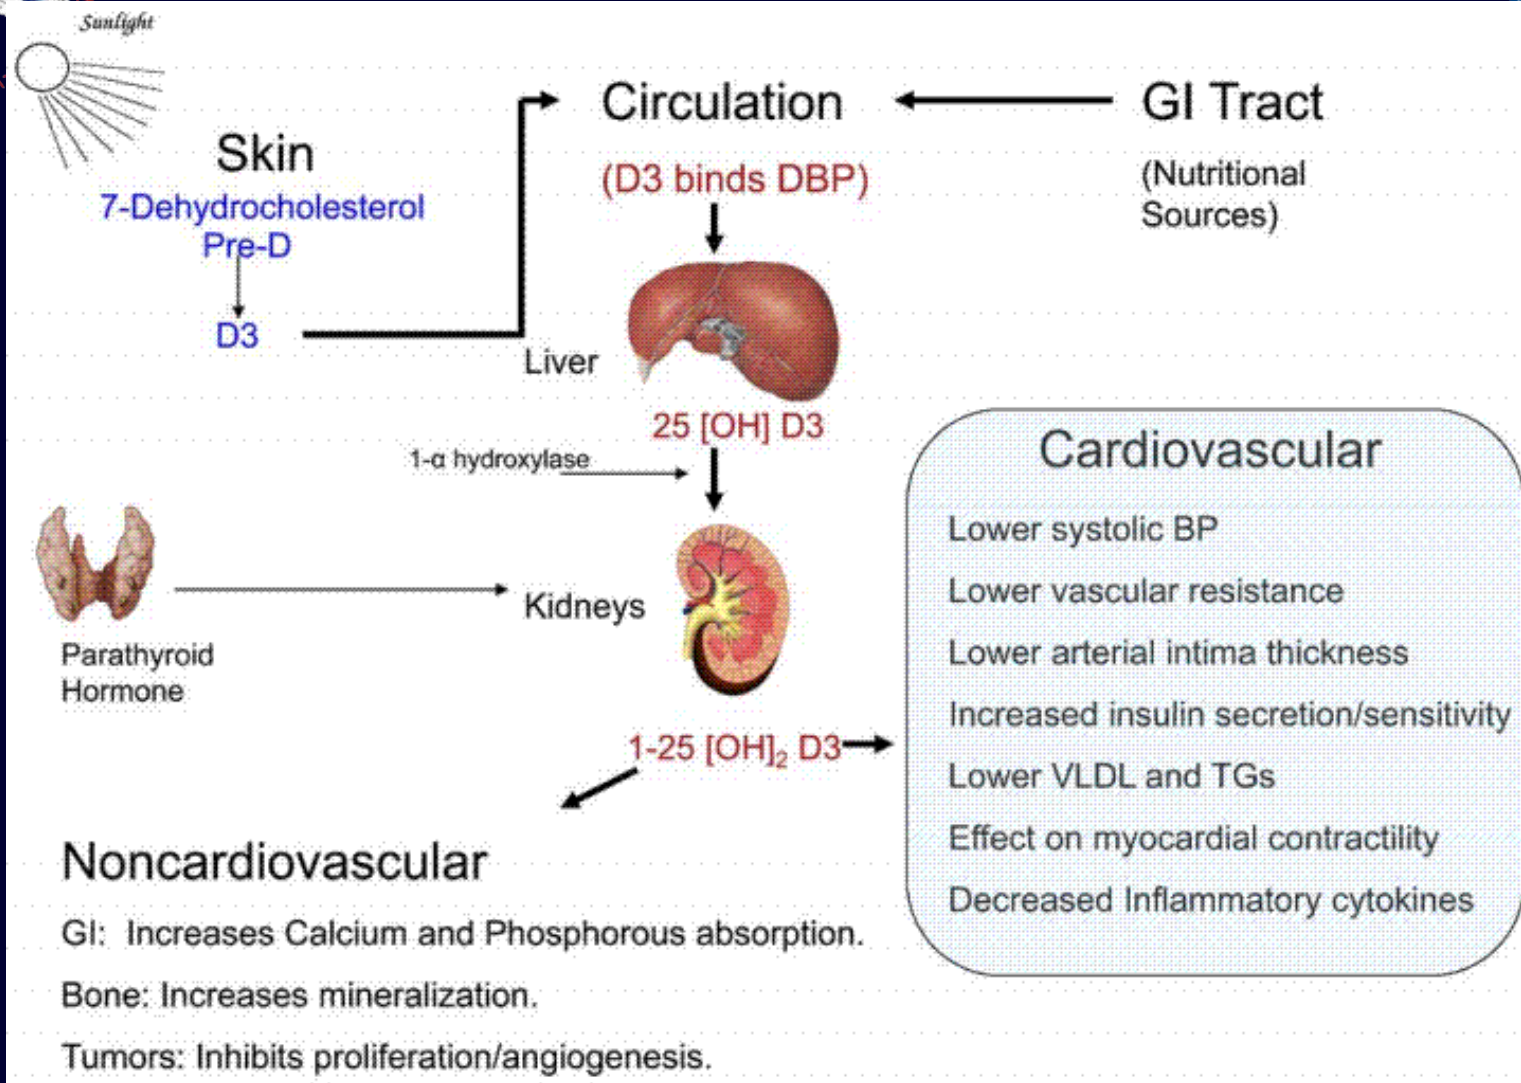 Sunlight
Skin
7-Dehydrocholesterol
Pre-D
D3
Circulation
(D3 binds DBP)
GI Tract
(Nutritional
Sources)
Liver
25 [OH] D3
1-α hydroxylase
Parathyroid
Hormone
Kidneys
1-25 [OH]₂ D3
Cardiovascular
Lower systolic BP
Lower vascular resistance
Lower arterial intima thickness
Increased insulin secretion/sensitivity
Lower VLDL and TGs
Effect on myocardial contractility
Decreased Inflammatory cytokines
Noncardiovascular
GI: Increases Calcium and Phosphorous absorption.
Bone: Increases mineralization.
Tumors: Inhibits proliferation/angiogenesis.